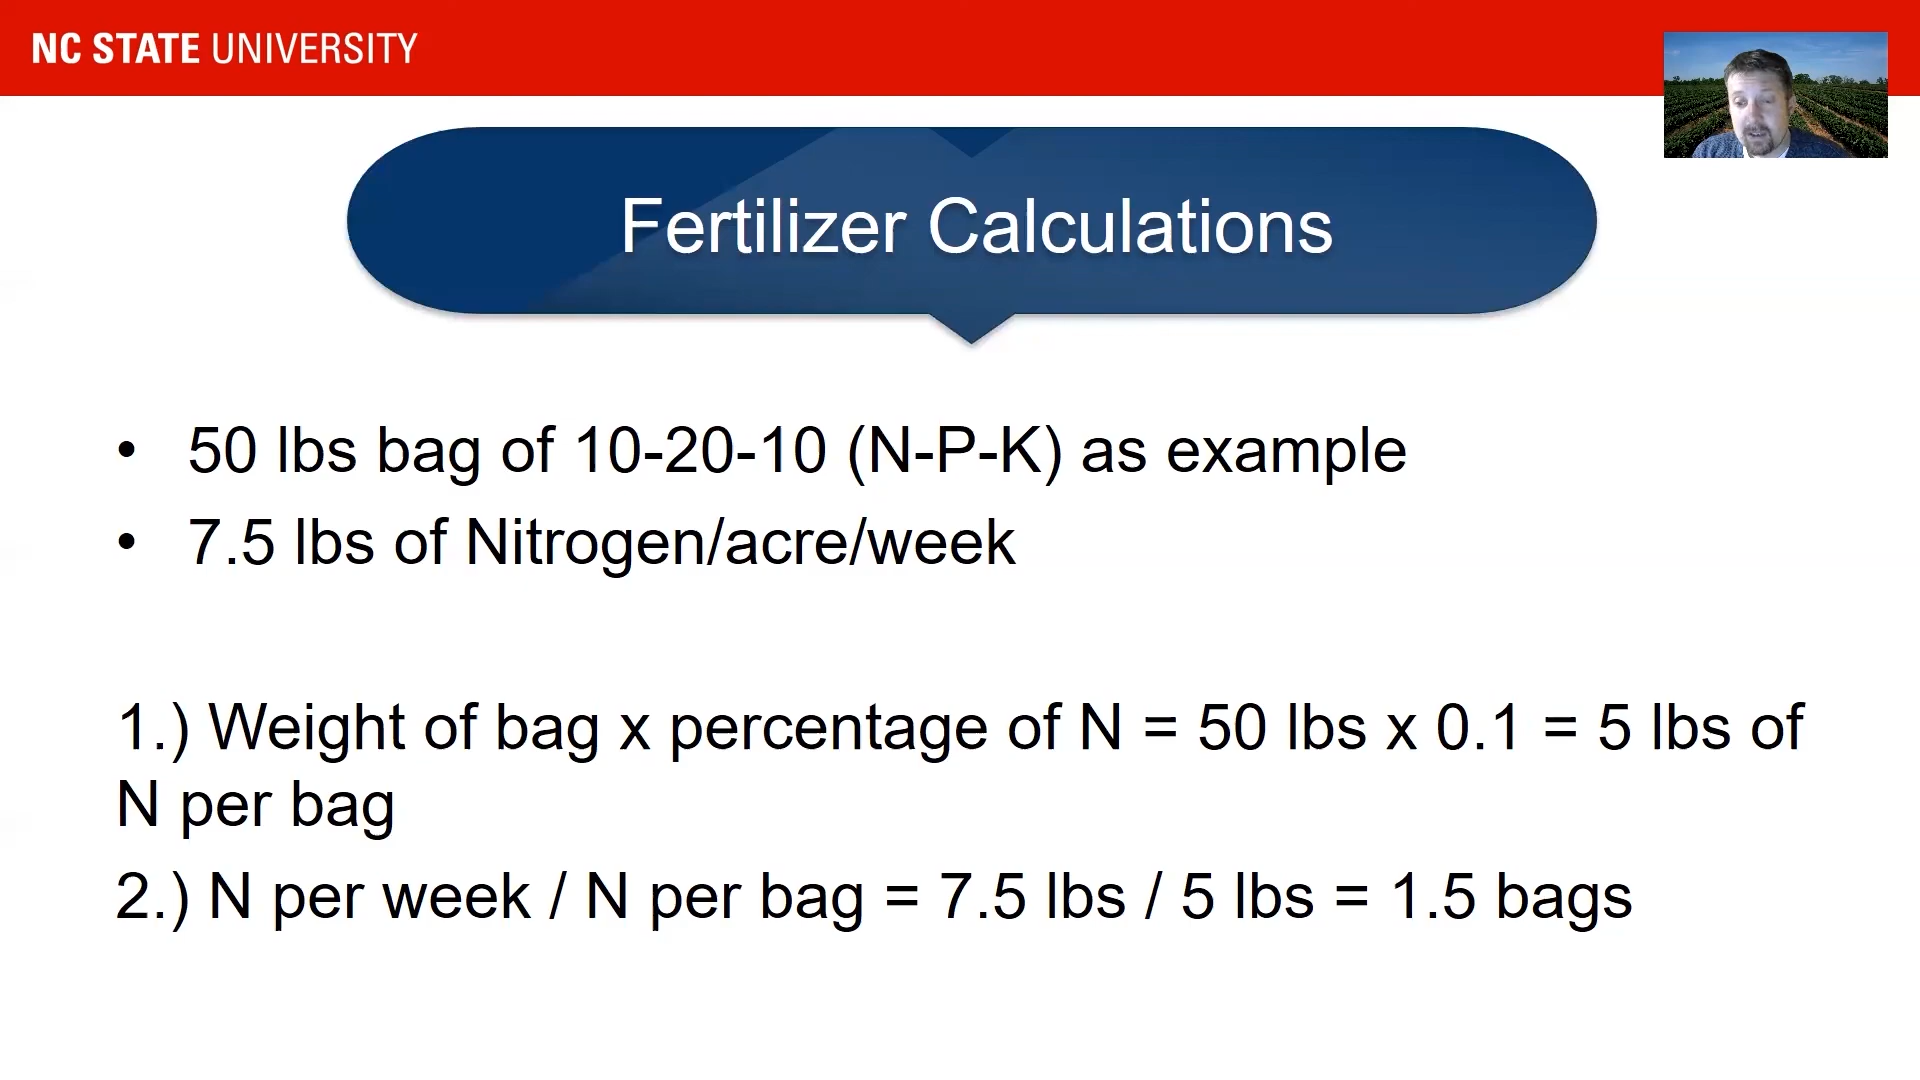 NC STATE UNIVERSITY
Fertilizer Calculations
• 50 lbs bag of 10-20-10 (N-P-K) as example
• 7.5 lbs of Nitrogen/acre/week
1.) Weight of bag x percentage of N = 50 lbs x 0.1 = 5 lbs of
N per bag
2.) N per week / N per bag = 7.5 lbs / 5 lbs = 1.5 bags